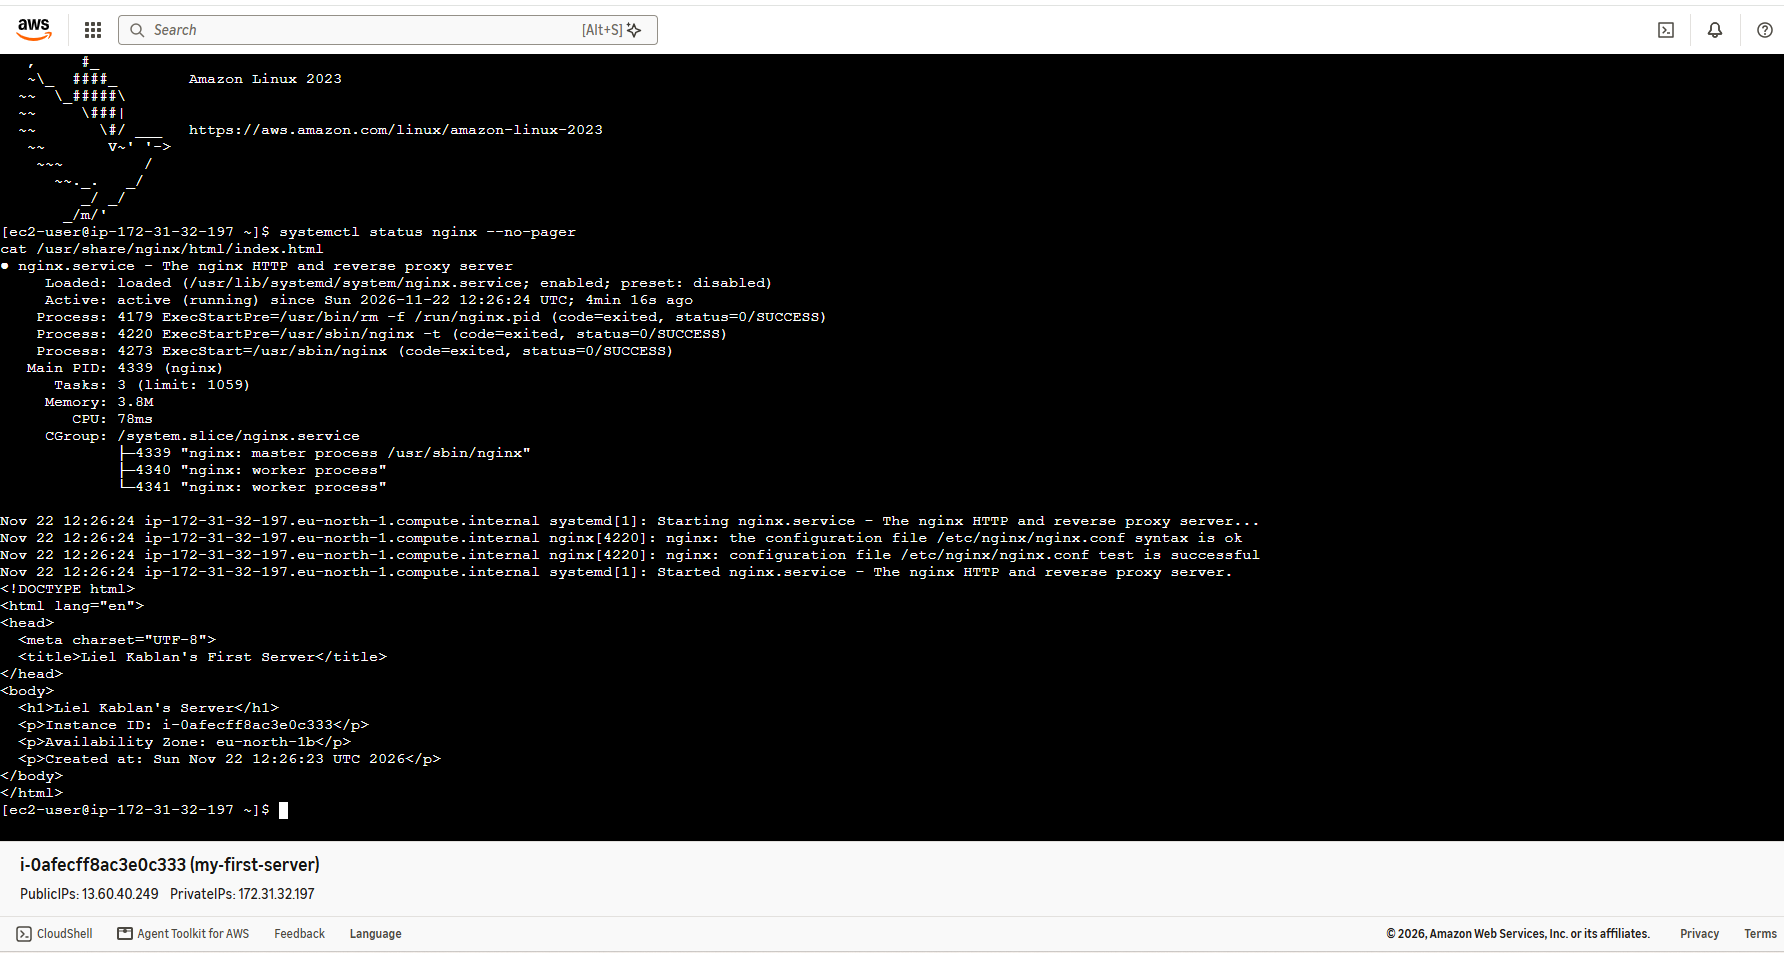 aws
Search [Alt+S]
   ,     #_
   ~\_  ####_        Amazon Linux 2023
  ~~  \_#####\
  ~~     \###|
  ~~       \#/ ___   https://aws.amazon.com/linux/amazon-linux-2023
   ~~       V~' '->
    ~~~         /
      ~~._.   _/
         _/ _/
       _/m/'
[ec2-user@ip-172-31-32-197 ~]$ systemctl status nginx --no-pager
cat /usr/share/nginx/html/index.html
● nginx.service - The nginx HTTP and reverse proxy server
     Loaded: loaded (/usr/lib/systemd/system/nginx.service; enabled; preset: disabled)
     Active: active (running) since Sun 2026-11-22 12:26:24 UTC; 4min 16s ago
    Process: 4179 ExecStartPre=/usr/bin/rm -f /run/nginx.pid (code=exited, status=0/SUCCESS)
    Process: 4220 ExecStartPre=/usr/sbin/nginx -t (code=exited, status=0/SUCCESS)
    Process: 4273 ExecStart=/usr/sbin/nginx (code=exited, status=0/SUCCESS)
   Main PID: 4339 (nginx)
      Tasks: 3 (limit: 1059)
     Memory: 3.8M
        CPU: 78ms
     CGroup: /system.slice/nginx.service
             ├─4339 "nginx: master process /usr/sbin/nginx"
             ├─4340 "nginx: worker process"
             └─4341 "nginx: worker process"
Nov 22 12:26:24 ip-172-31-32-197.eu-north-1.compute.internal systemd[1]: Starting nginx.service - The nginx HTTP and reverse proxy server...
Nov 22 12:26:24 ip-172-31-32-197.eu-north-1.compute.internal nginx[4220]: nginx: the configuration file /etc/nginx/nginx.conf syntax is ok
Nov 22 12:26:24 ip-172-31-32-197.eu-north-1.compute.internal nginx[4220]: nginx: configuration file /etc/nginx/nginx.conf test is successful
Nov 22 12:26:24 ip-172-31-32-197.eu-north-1.compute.internal systemd[1]: Started nginx.service - The nginx HTTP and reverse proxy server.
<!DOCTYPE html>
<html lang="en">
<head>
  <meta charset="UTF-8">
  <title>Liel Kablan's First Server</title>
</head>
<body>
  <h1>Liel Kablan's Server</h1>
  <p>Instance ID: i-0afecff8ac3e0c333</p>
  <p>Availability Zone: eu-north-1b</p>
  <p>Created at: Sun Nov 22 12:26:23 UTC 2026</p>
</body>
</html>
[ec2-user@ip-172-31-32-197 ~]$
i-0afecff8ac3e0c333 (my-first-server)
PublicIPs: 13.60.40.249 PrivateIPs: 172.31.32.197
CloudShell Agent Toolkit for AWS Feedback Language © 2026, Amazon Web Services, Inc. or its affiliates. Privacy Terms